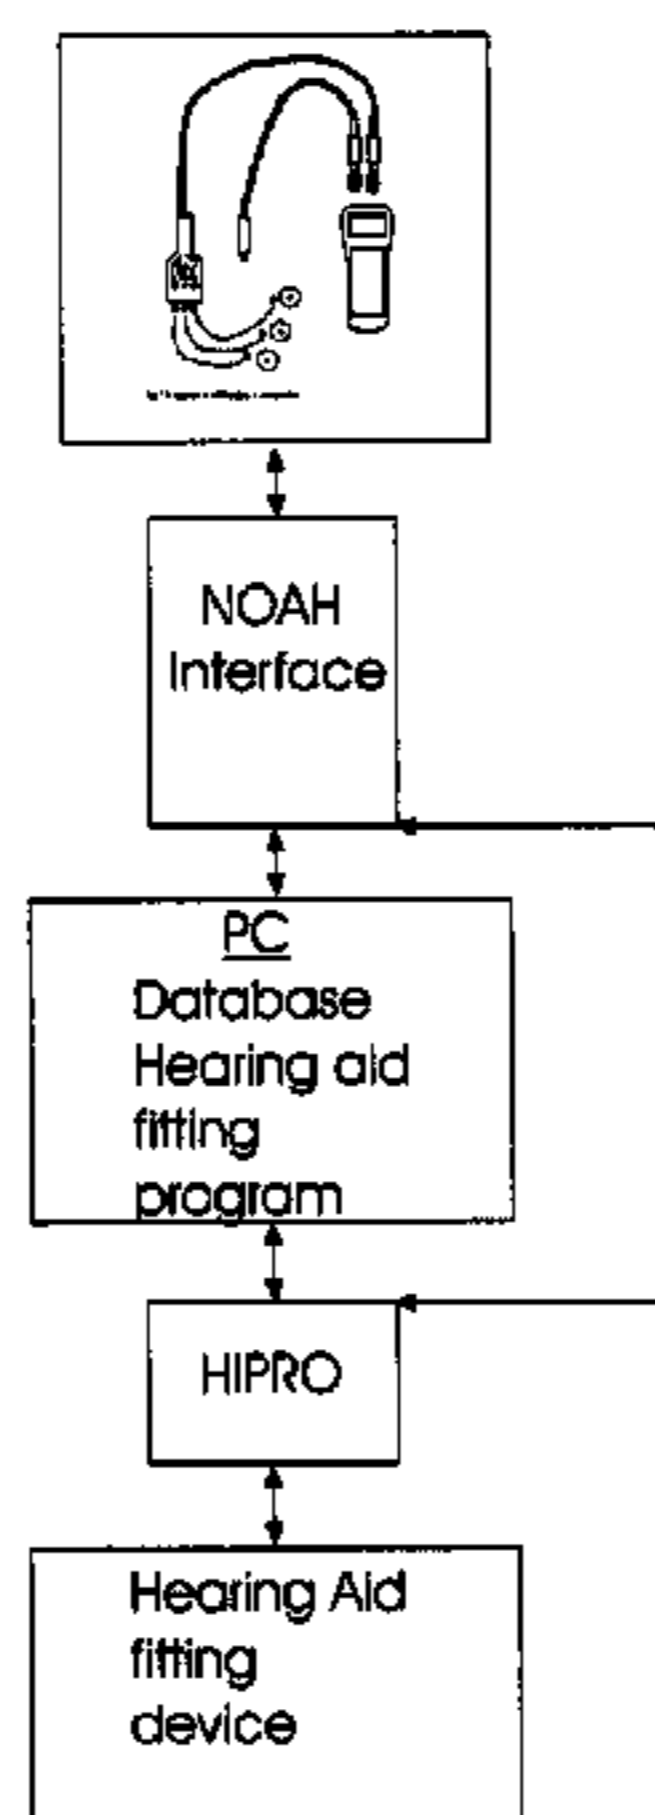 NOAH
Interface
PC
Database
Hearing aid
fitting
program
HIPRO
Hearing Aid
fitting
device